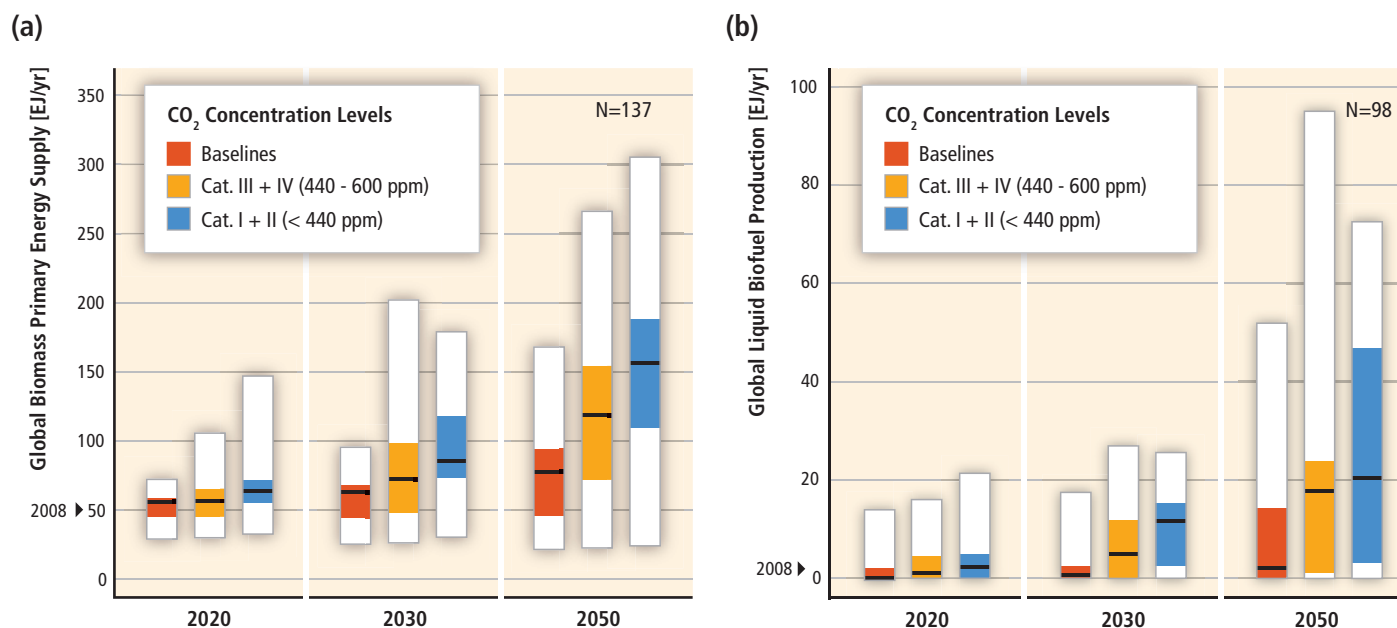 (a)
Global Biomass Primary Energy Supply [EJ/yr]
350
300
250
200
150
100
50
0
2008
CO2 Concentration Levels
Baselines
Cat. III + IV (440 - 600 ppm)
Cat. I + II (< 440 ppm)
N=137
2020
2030
2050
(b)
Global Liquid Biofuel Production [EJ/yr]
100
80
60
40
20
0
2008
CO2 Concentration Levels
Baselines
Cat. III + IV (440 - 600 ppm)
Cat. I + II (< 440 ppm)
N=98
2020
2030
2050